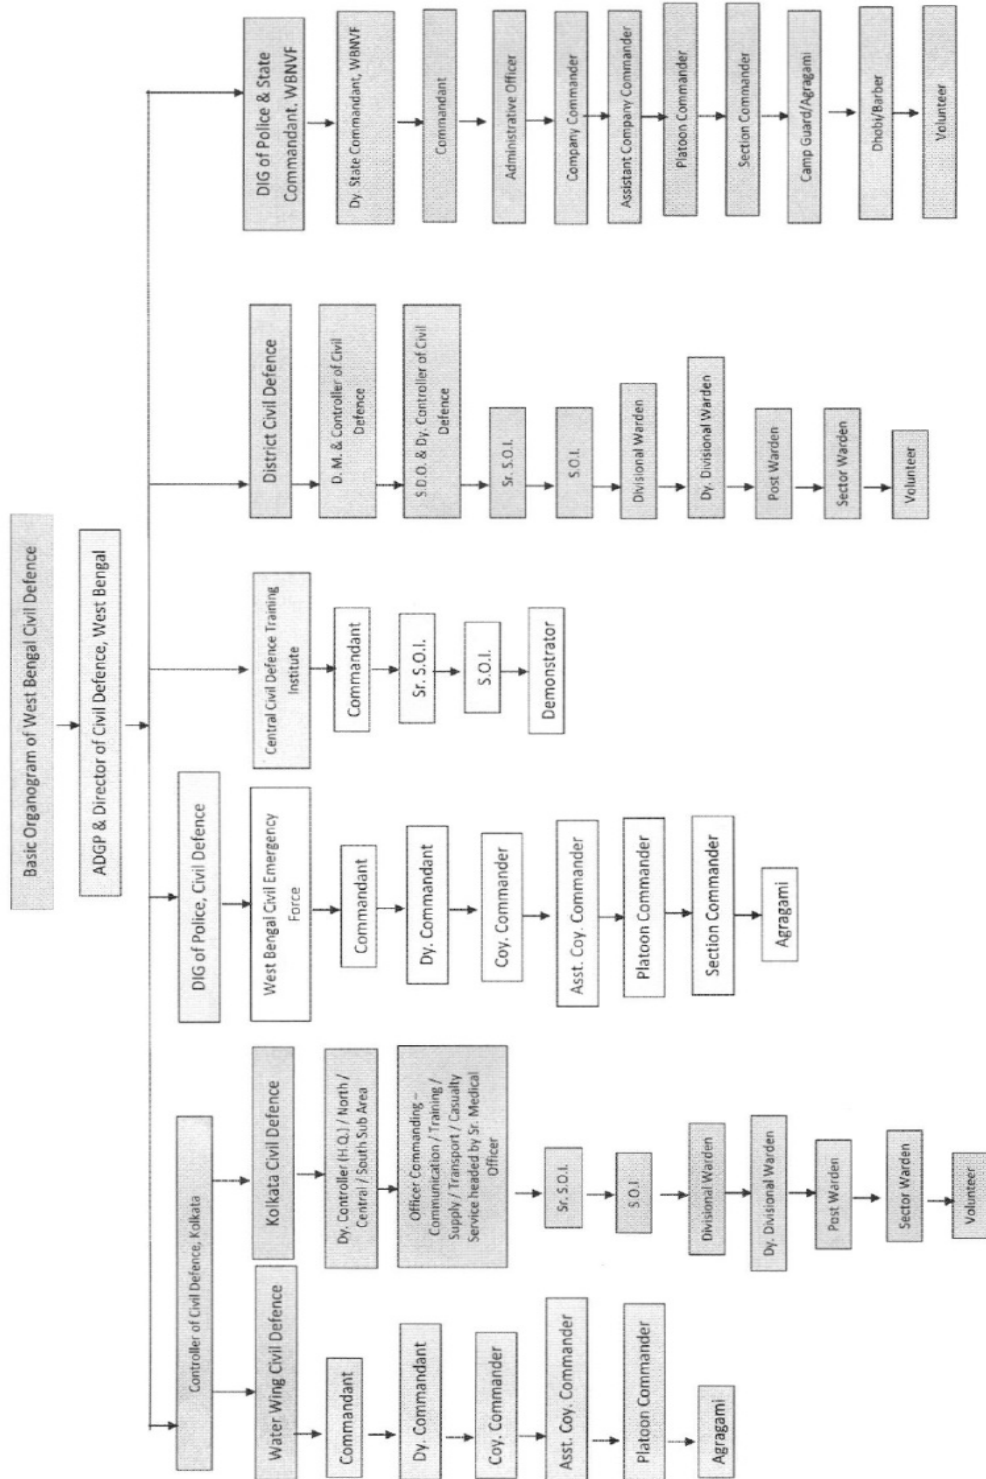 Basic Organogram of West Bengal Civil Defence
ADGP & Director of Civil Defence, West Bengal
Controller of Civil Defence, Kolkata
Water Wing Civil Defence
Commandant
Dy. Commandant
Coy. Commander
Asst. Coy. Commander
Platoon Commander
Agragami
Kolkata Civil Defence
Dy. Controller (H.Q.) / North /
Central / South Sub Area
Officer Commanding –
Communication / Training /
Supply / Transport / Casualty
Service headed by Sr. Medical
Officer
Sr. S.O.I.
S.O.I
Divisional Warden
Dy. Divisional Warden
Post Warden
Sector Warden
Volunteer
DIG of Police, Civil Defence
West Bengal Civil Emergency
Force
Commandant
Dy. Commandant
Coy. Commander
Asst. Coy. Commander
Platoon Commander
Section Commander
Agragami
Central Civil Defence Training
Institute
Commandant
Sr. S.O.I.
S.O.I.
Demonstrator
District Civil Defence
D. M. & Controller of Civil
Defence
S.D.O. & Dy. Controller of Civil
Defence
Sr. S.O.I.
S.O.I.
Divisional Warden
Dy. Divisional Warden
Post Warden
Sector Warden
Volunteer
DIG of Police & State
Commandant, WBNVF
Dy. State Commandant, WBNVF
Commandant
Administrative Officer
Company Commander
Assistant Company Commander
Platoon Commander
Section Commander
Camp Guard/Agragami
Dhobi/Barber
Volunteer